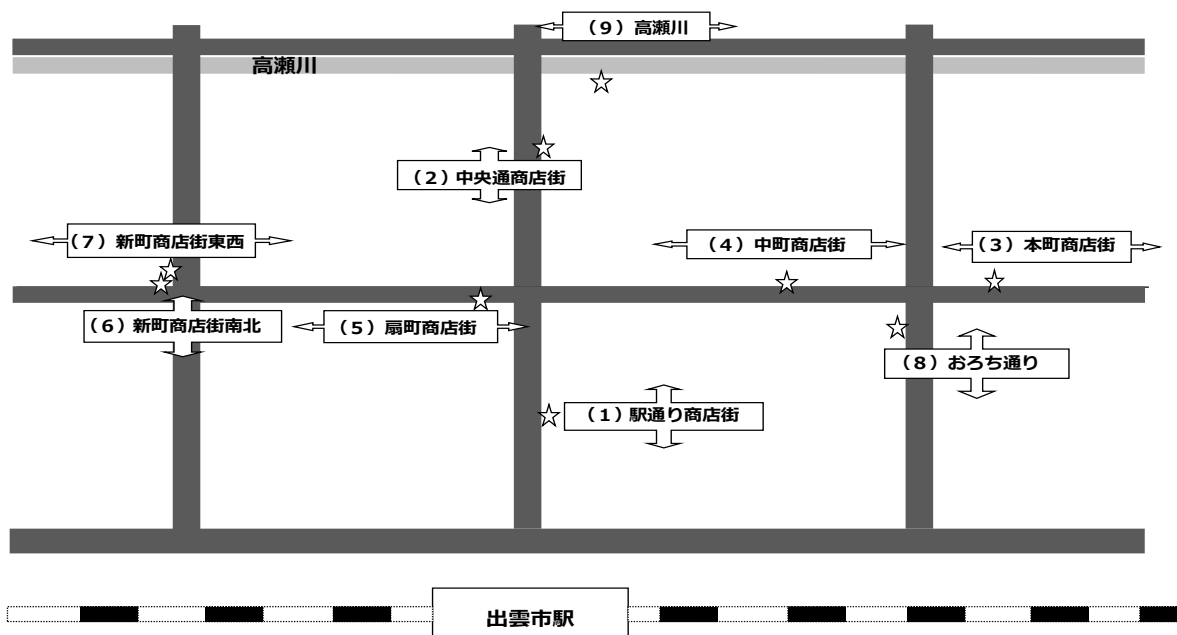 （９）高瀬川
高瀬川
（２）中央通商店街
（７）新町商店街東西
（４）中町商店街
（３）本町商店街
（６）新町商店街南北
（５）扇町商店街
（８）おろち通り
（１）駅通り商店街
出雲市駅